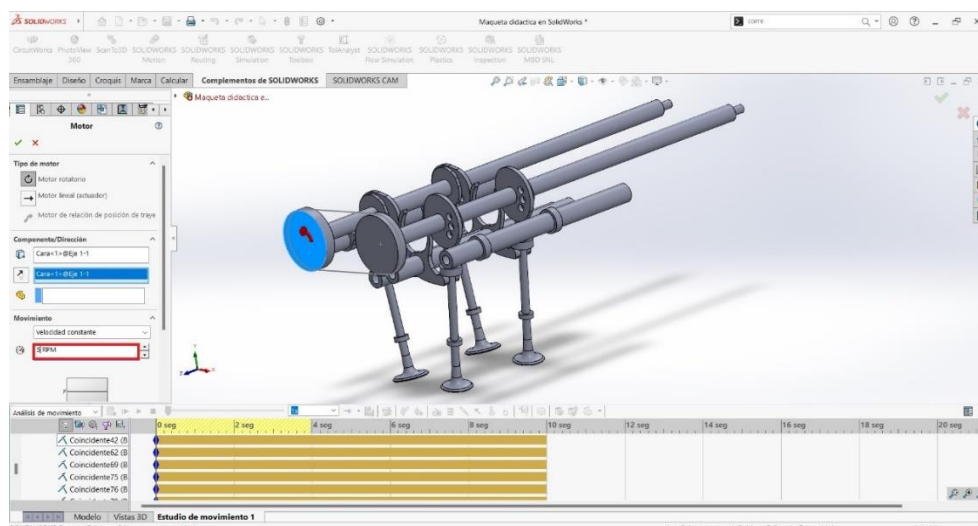 SOLIDWORKS
Maqueta didactica en SolidWorks *
corre
CircuitWorks PhotoView 360 ScanTo3D SOLIDWORKS Motion SOLIDWORKS Routing SOLIDWORKS Simulation SOLIDWORKS Toolbox TolAnalyst SOLIDWORKS Flow Simulation SOLIDWORKS Plastics SOLIDWORKS Inspection SOLIDWORKS MBD SNL
Ensamblaje Diseño Croquis Marca Calcular Complementos de SOLIDWORKS SOLIDWORKS CAM
Maqueta didactica e...
Motor
Tipo de motor
Motor rotatorio
Motor lineal (actuador)
Motor de relación de posición de traye
Componente/Dirección
Cara<1>@Eje 1-1
Cara<1>@Eje 1-1
Movimiento
Velocidad constante
RPM
Análisis de movimiento
0 seg 2 seg 4 seg 6 seg 8 seg 10 seg 12 seg 14 seg 16 seg 18 seg 20 seg
Coincidente42 (B
Coincidente62 (B
Coincidente69 (B
Coincidente75 (B
Coincidente76 (B
Modelo Vistas 3D Estudio de movimiento 1